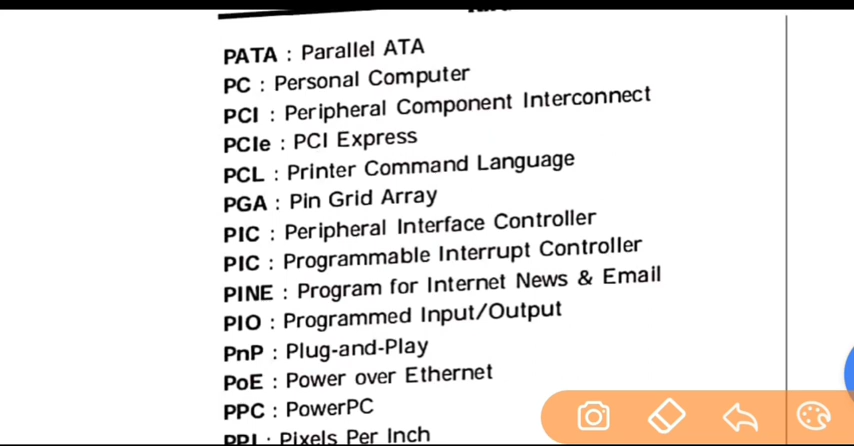 PATA : Parallel ATA
PC : Personal Computer
PCI : Peripheral Component Interconnect
PCIe : PCI Express
PCL : Printer Command Language
PGA : Pin Grid Array
PIC : Peripheral Interface Controller
PIC : Programmable Interrupt Controller
PINE : Program for Internet News & Email
PIO : Programmed Input/Output
PnP : Plug-and-Play
PoE : Power over Ethernet
PPC : PowerPC
PPI : Pixels Per Inch